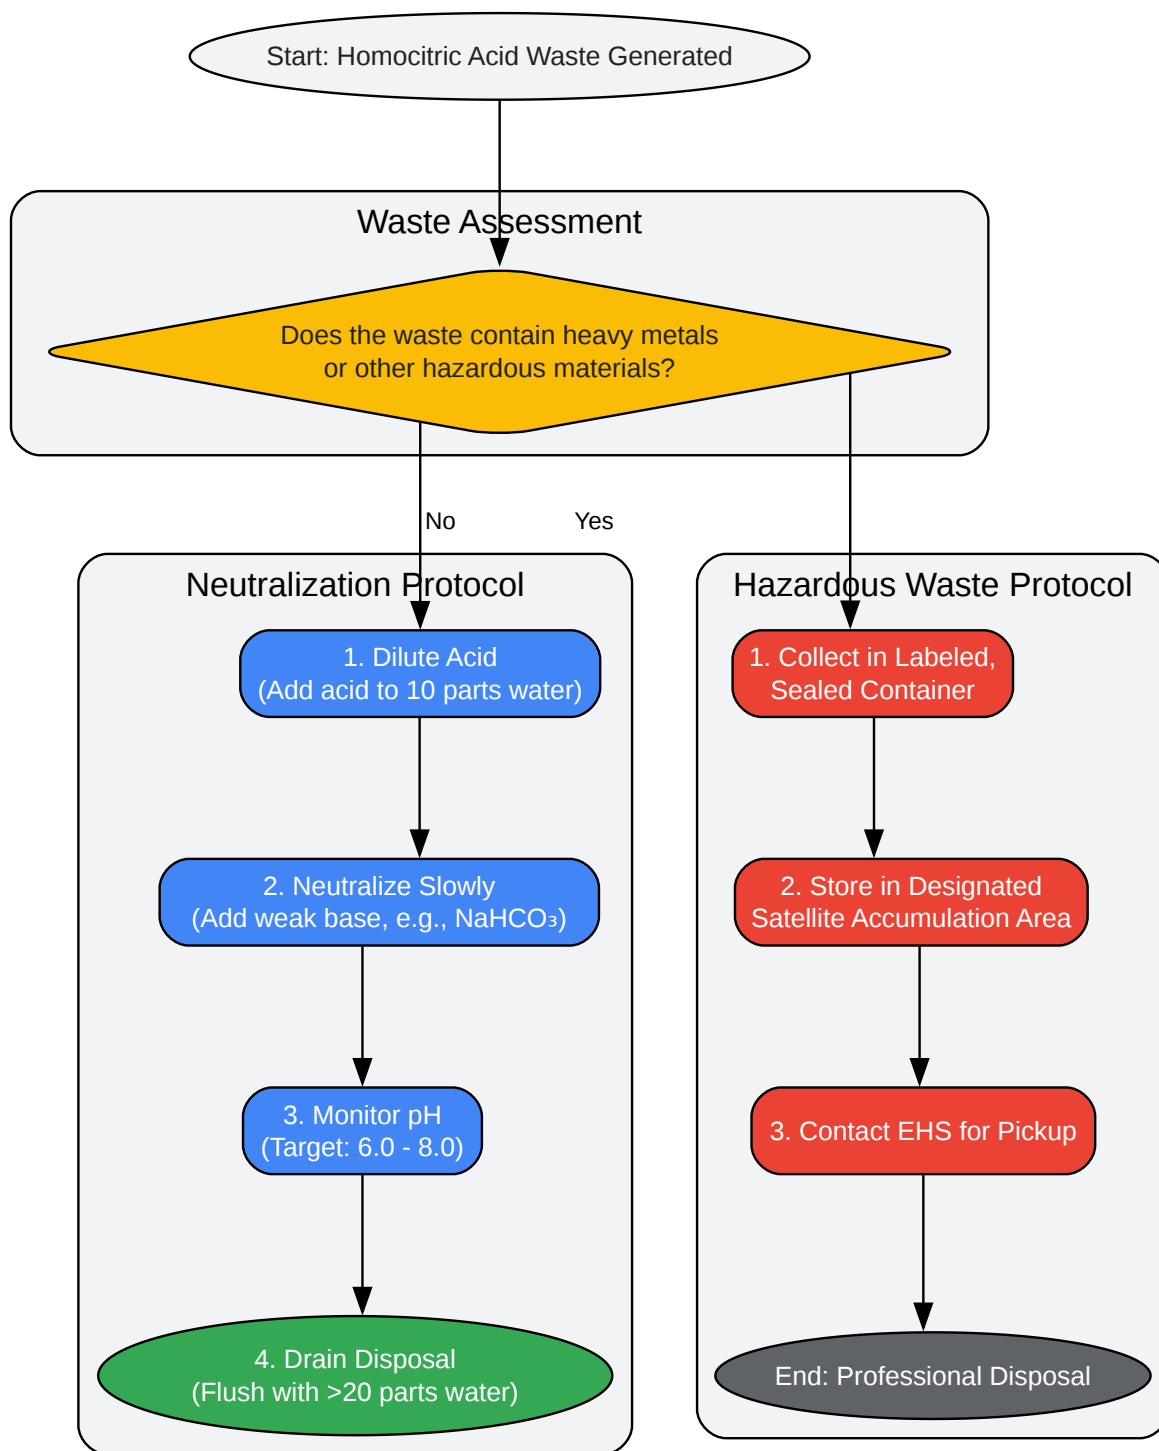 Start: Homocitric Acid Waste Generated
Waste Assessment
Does the waste contain heavy metals
or other hazardous materials?
No
Yes
Neutralization Protocol
1. Dilute Acid
(Add acid to 10 parts water)
2. Neutralize Slowly
(Add weak base, e.g., NaHCO₃)
3. Monitor pH
(Target: 6.0 - 8.0)
4. Drain Disposal
(Flush with >20 parts water)
Hazardous Waste Protocol
1. Collect in Labeled,
Sealed Container
2. Store in Designated
Satellite Accumulation Area
3. Contact EHS for Pickup
End: Professional Disposal